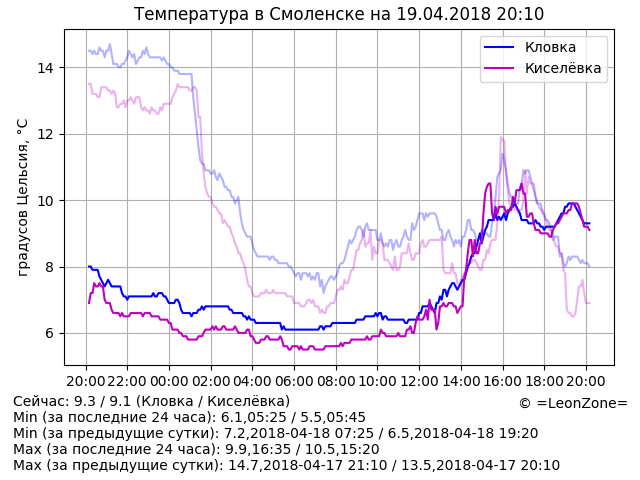 Температура в Смоленске на 19.04.2018 20:10
Кловка
Киселёвка
градусов Цельсия, °C
14
12
10
8
6
20:00 22:00 00:00 02:00 04:00 06:00 08:00 10:00 12:00 14:00 16:00 18:00 20:00
Сейчас: 9.3 / 9.1 (Кловка / Киселёвка)
© =LeonZone=
Min (за последние 24 часа): 6.1,05:25 / 5.5,05:45
Min (за предыдущие сутки): 7.2,2018-04-18 07:25 / 6.5,2018-04-18 19:20
Max (за последние 24 часа): 9.9,16:35 / 10.5,15:20
Max (за предыдущие сутки): 14.7,2018-04-17 21:10 / 13.5,2018-04-17 20:10